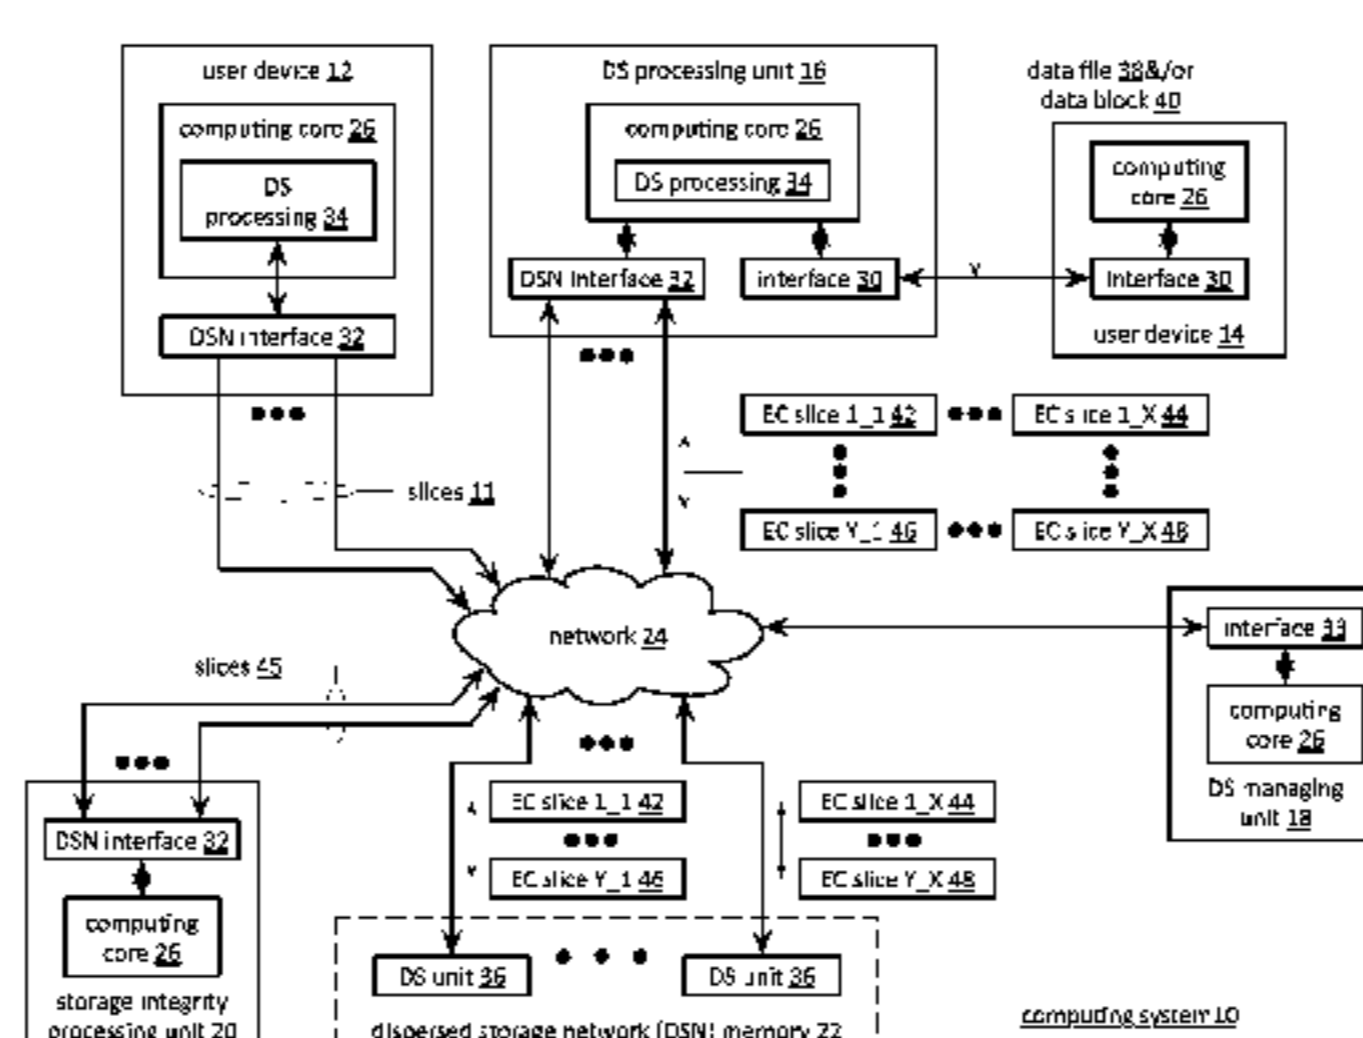 user device 12
computing core 26
DS
processing 34
DSN interface 32
DS processing unit 16
computing core 26
DS processing 34
DSN interface 32
interface 30
data file 38&/or
data block 40
computing
core 26
interface 30
user device 14
EC slice 1_1 42
EC slice 1_X 44
EC slice Y_1 46
EC slice Y_X 48
slices 11
network 24
interface 33
computing
core 26
DS managing
unit 18
slices 45
DSN interface 32
computing
core 26
storage integrity
processing unit 20
EC slice 1_1 42
EC slice Y_1 46
EC slice 1_X 44
EC slice Y_X 48
DS unit 36
DS unit 36
dispersed storage network (DSN) memory 22
computing system 10